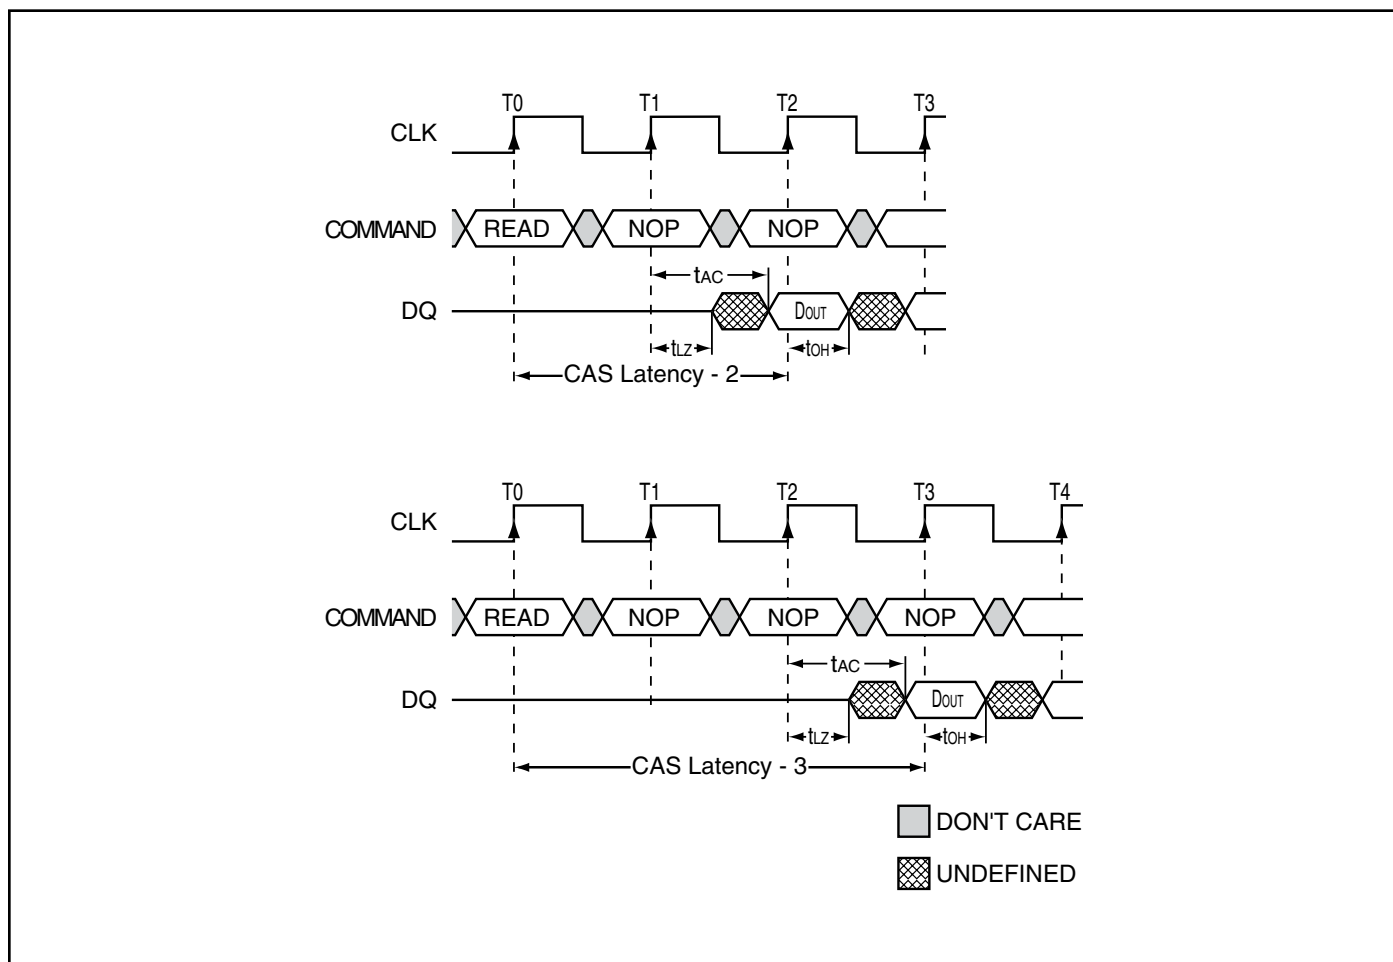 T0 T1 T2 T3
CLK
COMMAND READ NOP NOP
tAC
DQ DOUT
tLZ tOH
CAS Latency - 2
T0 T1 T2 T3 T4
CLK
COMMAND READ NOP NOP NOP
tAC
DQ DOUT
tLZ tOH
CAS Latency - 3
DON'T CARE
UNDEFINED